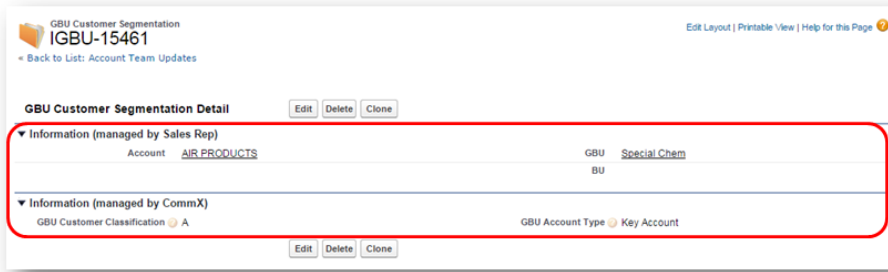 GBU Customer Segmentation
IGBU-15461
Edit Layout | Printable View | Help for this Page ?
« Back to List: Account Team Updates
GBU Customer Segmentation Detail Edit Delete Clone
▼ Information (managed by Sales Rep)
Account AIR PRODUCTS GBU Special Chem
BU
▼ Information (managed by CommX)
GBU Customer Classification A GBU Account Type Key Account
Edit Delete Clone